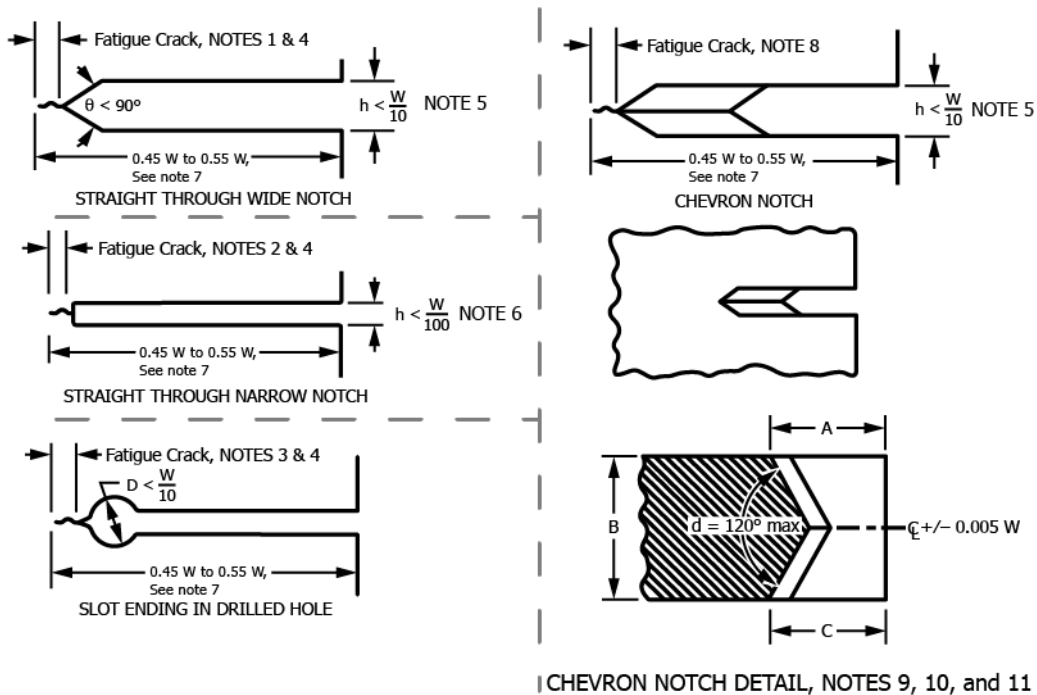 Fatigue Crack, NOTES 1 & 4
θ < 90°
h < W/10 NOTE 5
0.45 W to 0.55 W,
See note 7
STRAIGHT THROUGH WIDE NOTCH
Fatigue Crack, NOTES 2 & 4
h < W/100 NOTE 6
0.45 W to 0.55 W,
See note 7
STRAIGHT THROUGH NARROW NOTCH
Fatigue Crack, NOTES 3 & 4
D < W/10
0.45 W to 0.55 W,
See note 7
SLOT ENDING IN DRILLED HOLE
Fatigue Crack, NOTE 8
h < W/10 NOTE 5
0.45 W to 0.55 W,
See note 7
CHEVRON NOTCH
A
B
d = 120° max
℄ +/− 0.005 W
C
CHEVRON NOTCH DETAIL, NOTES 9, 10, and 11